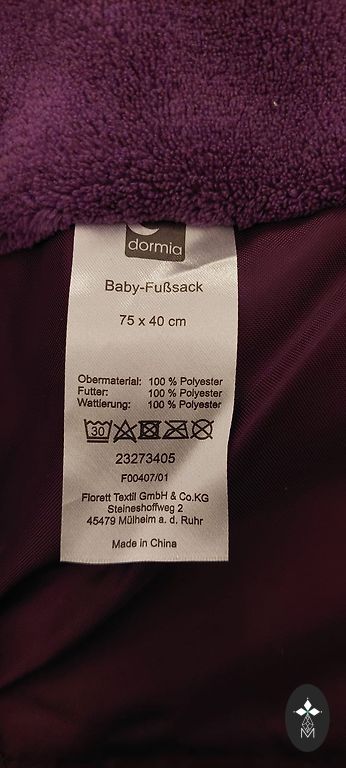 dormia
Baby-Fußsack
75 x 40 cm
Obermaterial: 100 % Polyester
Futter: 100 % Polyester
Wattierung: 100 % Polyester
30
23273405
F00407/01
Florett Textil GmbH & Co.KG
Steineshoffweg 2
45479 Mülheim a. d. Ruhr
Made in China
M